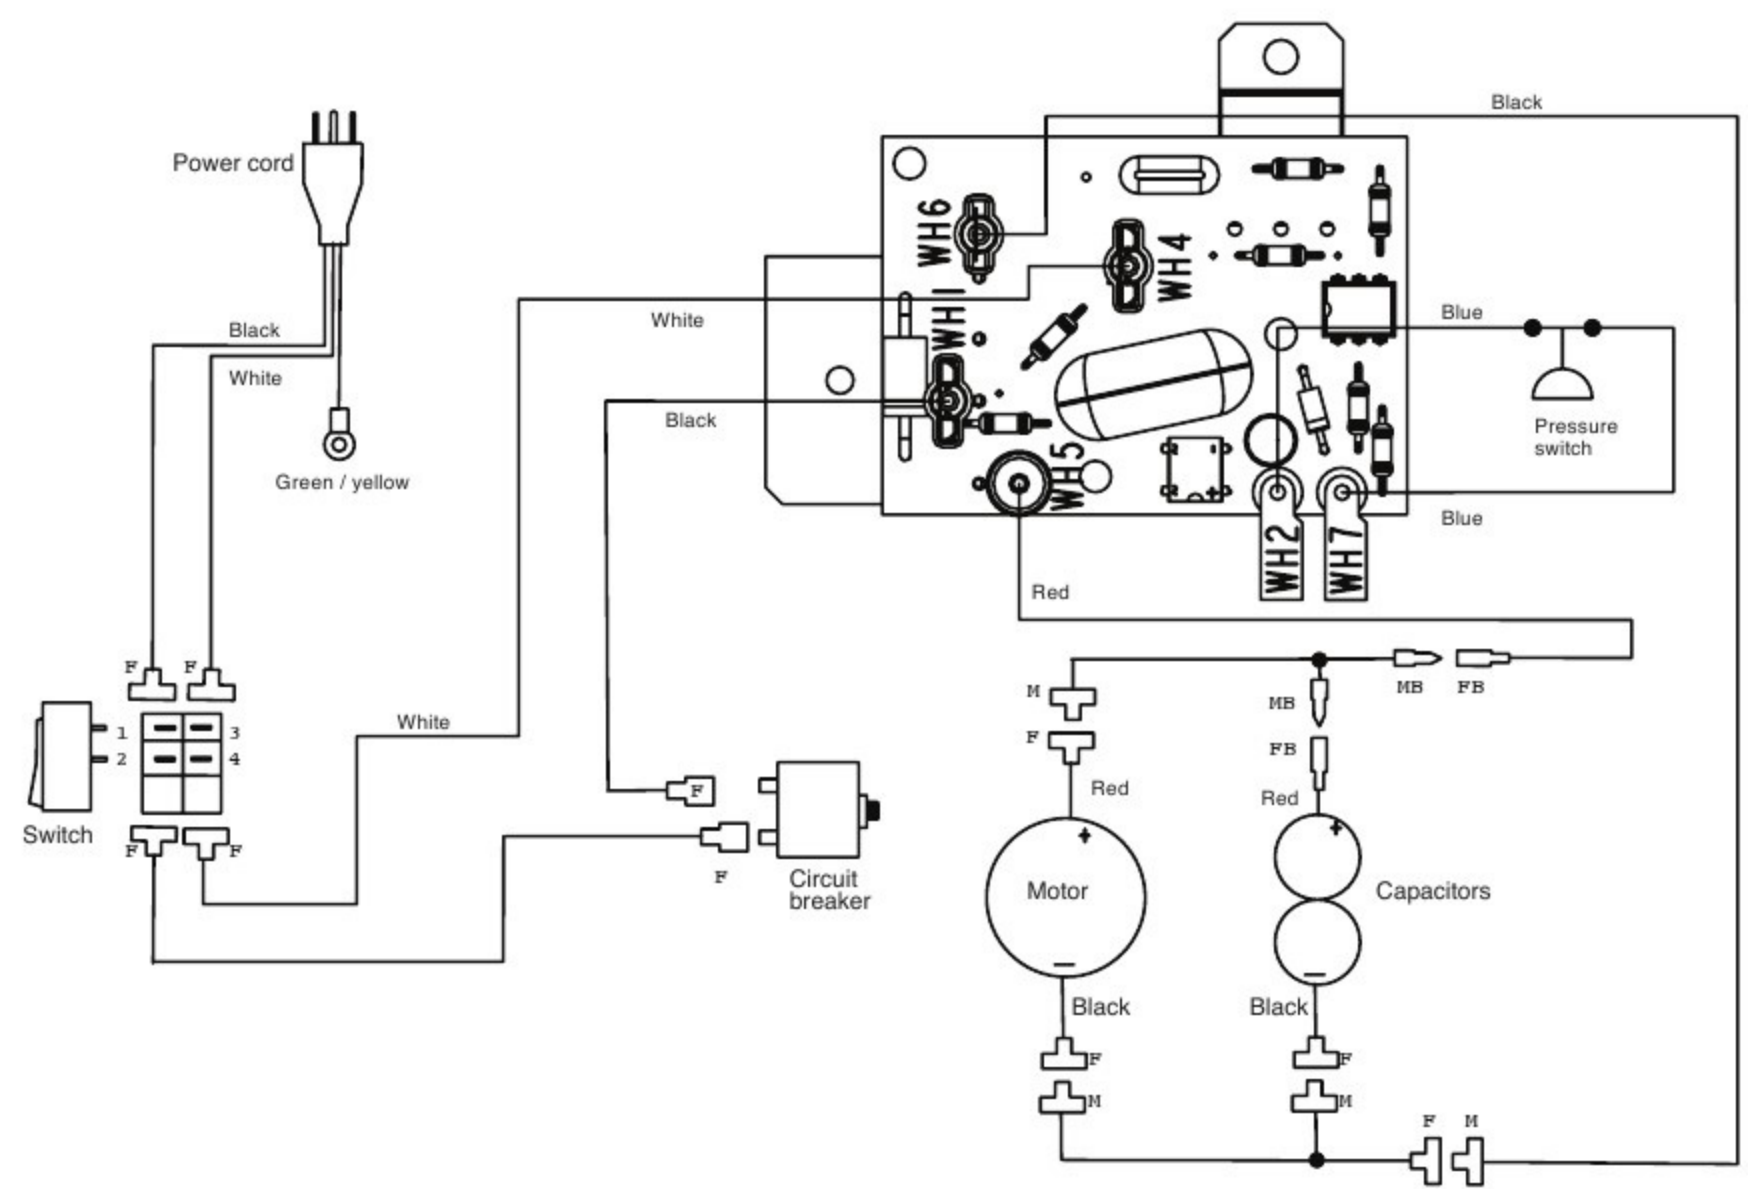 Black
Power cord
WH6
WH4
WH1
Black
White
White
Blue
Black
Pressure
switch
Green / yellow
WH5
Blue
WH2
WH7
Red
F
F
M
MB
MB
FB
F
FB
White
1
3
2
4
Red
Red
F
+
+
Switch
F
F
F
Circuit
breaker
Motor
Capacitors
–
–
Black
Black
F
F
M
M
F
M